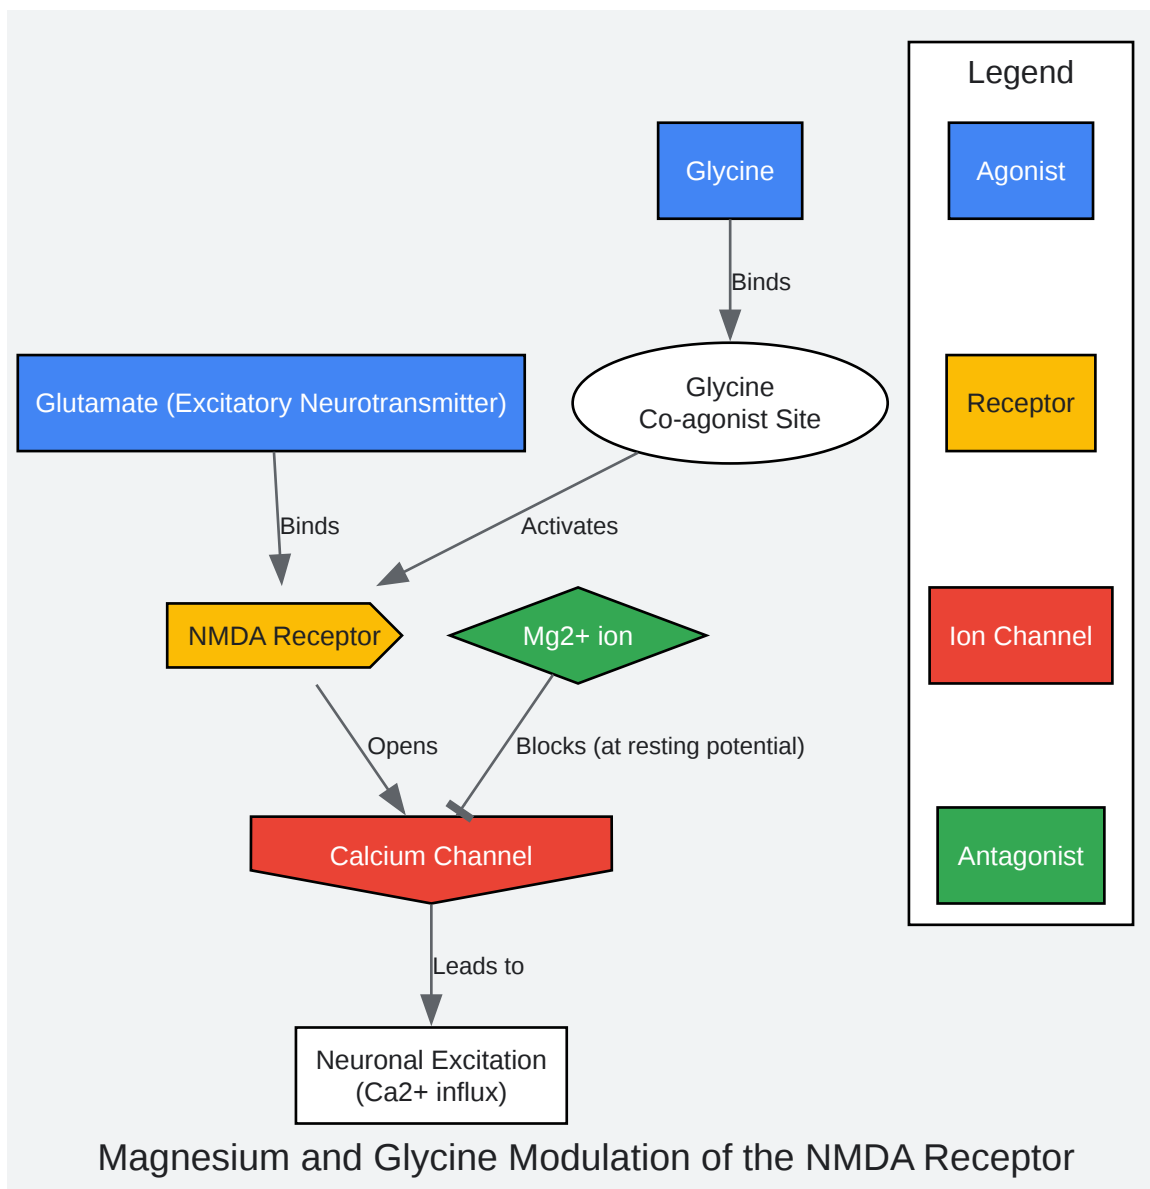 Legend
Glycine
Agonist
Binds
Glutamate (Excitatory Neurotransmitter)
Glycine
Co-agonist Site
Receptor
Binds
Activates
NMDA Receptor
Mg2+ ion
Ion Channel
Opens
Blocks (at resting potential)
Calcium Channel
Antagonist
Leads to
Neuronal Excitation
(Ca2+ influx)
Magnesium and Glycine Modulation of the NMDA Receptor